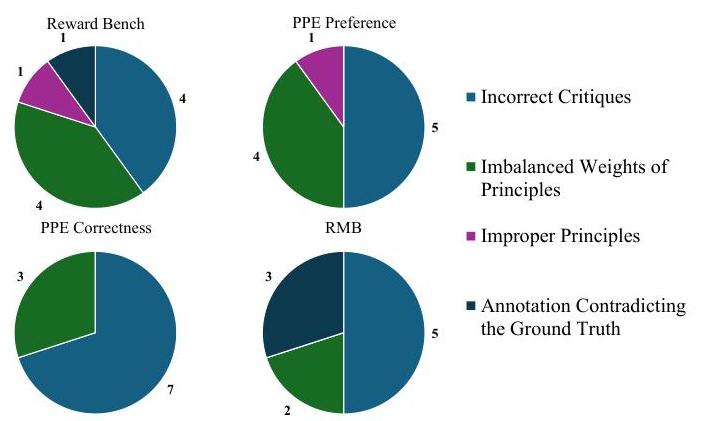 Reward Bench
1
1
4
4
PPE Preference
1
5
4
PPE Correctness
3
7
RMB
3
5
2
Incorrect Critiques
Imbalanced Weights of
Principles
Improper Principles
Annotation Contradicting
the Ground Truth